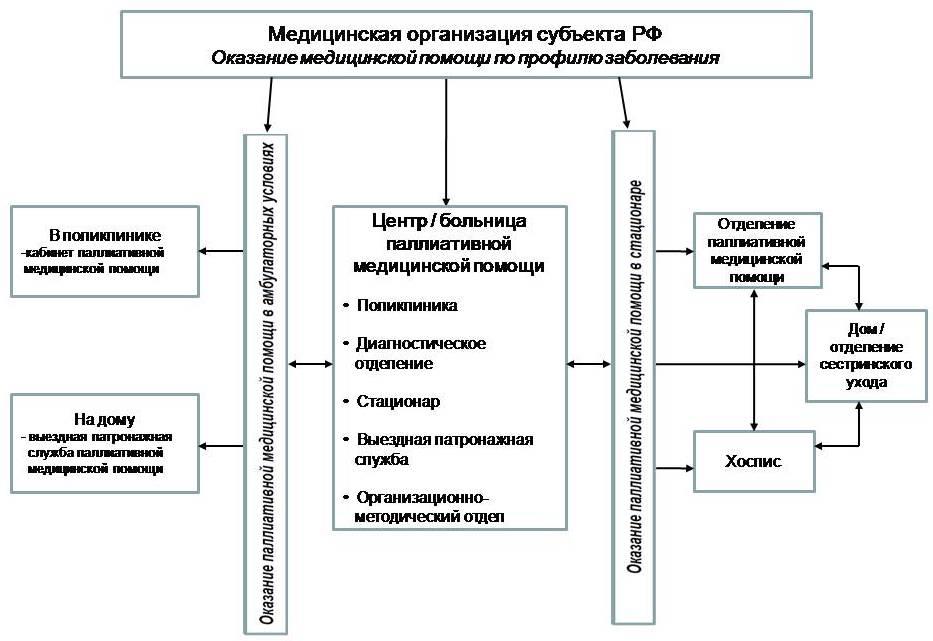 Медицинская организация субъекта РФ
Оказание медицинской помощи по профилю заболевания
Оказание паллиативной медицинской помощи в амбулаторных условиях
В поликлинике
-кабинет паллиативной
медицинской помощи
На дому
- выездная патронажная
служба паллиативной
медицинской помощи
Центр / больница
паллиативной
медицинской помощи
• Поликлиника
• Диагностическое
отделение
• Стационар
• Выездная патронажная
служба
• Организационно-
методический отдел
Оказание паллиативной медицинской помощи в стационаре
Отделение
паллиативной
медицинской
помощи
Дом /
отделение
сестринского
ухода
Хоспис